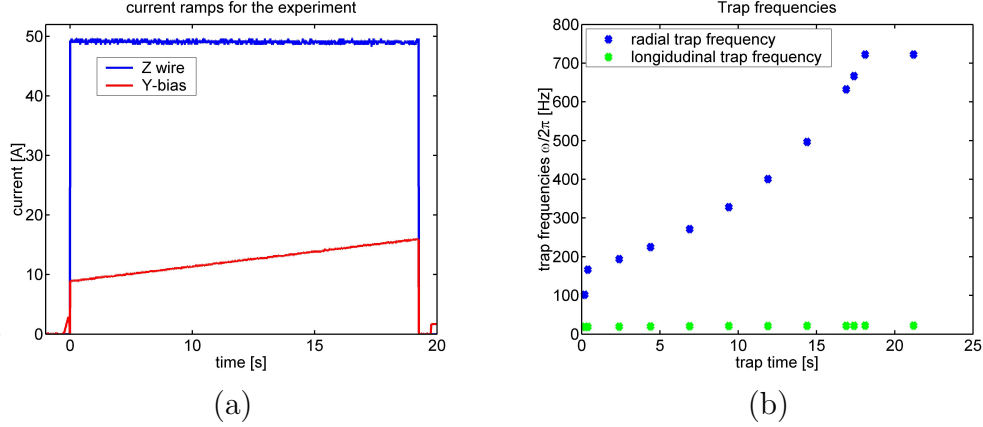 current ramps for the experiment
50
40
30
20
10
0
current [A]
Z wire
Y-bias
0
10
15
20
time [s]
(a)
Trap frequencies
800
700
600
500
400
300
200
100
0
trap frequencies ω/2π [Hz]
radial trap frequency
longidudinal trap frequency
0
5
10
15
20
25
trap time [s]
(b)